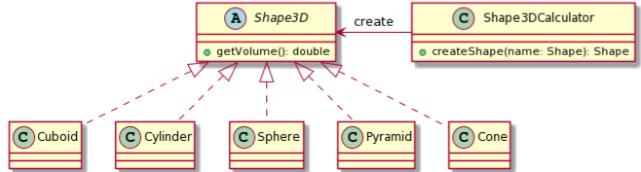 A Shape3D
getVolume(): double
create
C Shape3DCalculator
createShape(name: Shape): Shape
C Cuboid
C Cylinder
C Sphere
C Pyramid
C Cone